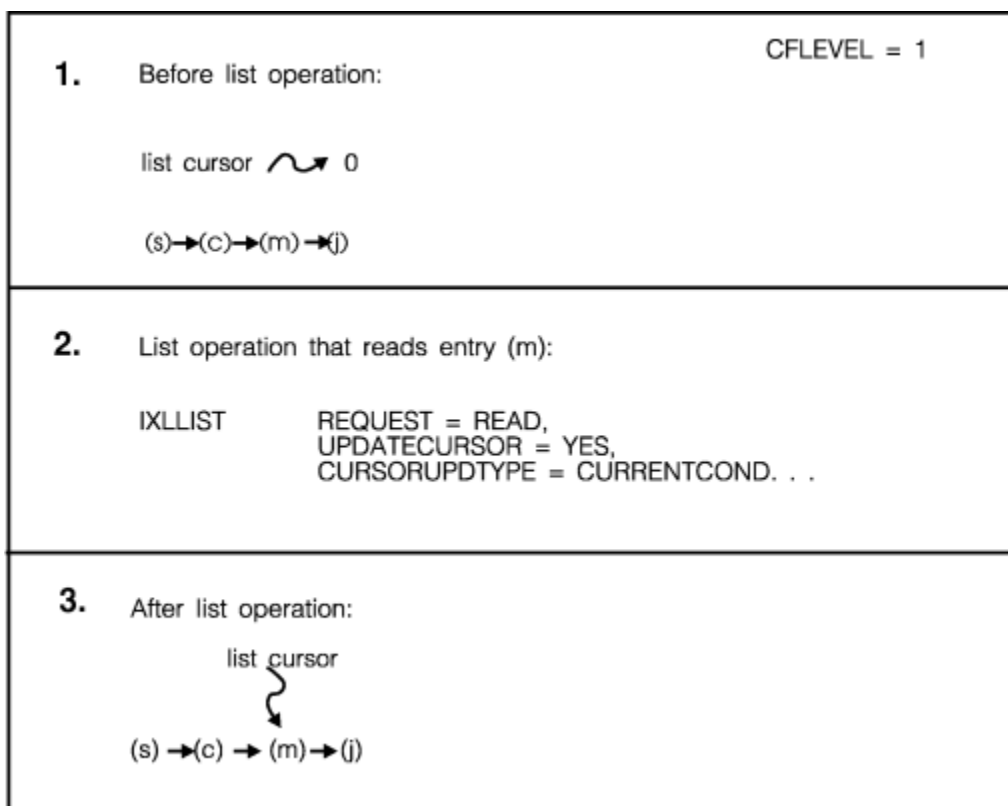 CFLEVEL = 1
1. Before list operation:
list cursor 0
(s)→(c)→(m)→(j)
2. List operation that reads entry (m):
IXLLIST REQUEST = READ,
UPDATECURSOR = YES,
CURSORUPDTYPE = CURRENTCOND. . .
3. After list operation:
list cursor
(s)→(c)→(m)→(j)